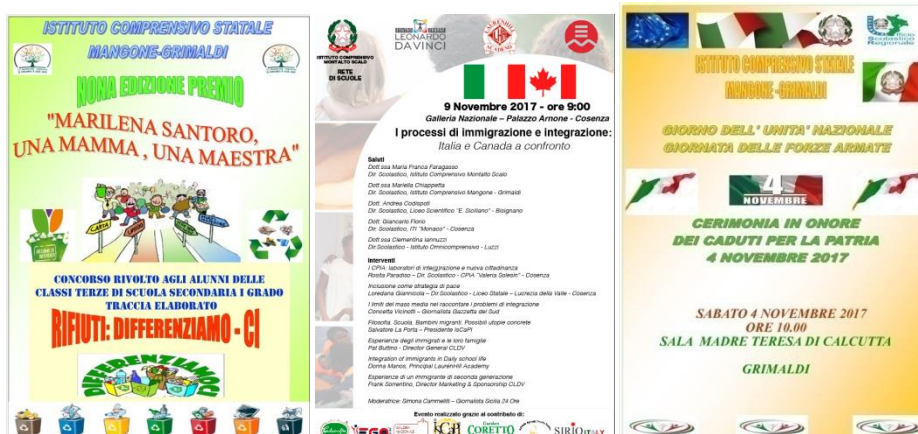 ISTITUTO COMPRENSIVO STATALE
MANGONE-GRIMALDI
NONA EDIZIONE PREMIO
"MARILENA SANTORO,
UNA MAMMA , UNA MAESTRA"
CARTA
CONCORSO RIVOLTO AGLI ALUNNI DELLE
CLASSI TERZE DI SCUOLA SECONDARIA I GRADO
TRACCIA ELABORATO
RIFIUTI: DIFFERENZIAMO - CI
DIFFERENZIAMOCI
ISTITUTO COMPRENSIVO
MONTALTO SCALO
RETE
DI SCUOLE
LEONARDO
DA VINCI
9 Novembre 2017 - ore 9:00
Galleria Nazionale – Palazzo Arnone - Cosenza
I processi di immigrazione e integrazione:
Italia e Canada a confronto
Saluti
Dott.ssa Maria Franca Faragasso
Dir. Scolastico, Istituto Comprensivo Montalto Scalo
Dott.ssa Mariella Chiappetta
Dir. Scolastico, Istituto Comprensivo Mangone - Grimaldi
Dott. Andrea Codispoti
Dir. Scolastico, Liceo Scientifico "E. Siciliano" - Bisignano
Dott. Giancarlo Florio
Dir. Scolastico, ITI "Monaco" - Cosenza
Dott.ssa Clementina Iannuzzi
Dir.Scolastico - Istituto Omnicomprensivo - Luzzi
Interventi
I CPIA: laboratori di integrazione e nuova cittadinanza
Rosita Paradiso – Dir. Scolastico - CPIA "Valeria Solesin" - Cosenza
Inclusione come strategia di pace
Loredana Giannicola – Dir.Scolastico - Liceo Statale – Lucrezia della Valle - Cosenza
I limiti dei mass media nel raccontare i problemi di integrazione
Concetta Vicinotti – Giornalista Gazzetta del Sud
Filosofia, Scuola, Bambini migranti. Possibili utopie concrete
Salvatore La Porta – Presidente IsCaPI
Esperienze degli immigrati e le loro famiglie
Pat Buttino - Director General CLDV
Integration of immigrants in Daily school life
Donna Manos, Principal LaurenHill Academy
Esperienze di un immigrante di seconda generazione
Frank Sorrentino, Director Marketing & Sponsorship CLDV
Moderatrice: Simona Cammelliti – Giornalista Sicilia 24 Ore
Evento realizzato grazie al contributo di:
CORETTO
SIRIO
Ufficio
Scolastico
Regionale
ISTITUTO COMPRENSIVO STATALE
MANGONE -GRIMALDI
GIORNO DELL' UNITA' NAZIONALE
GIORNATA DELLE FORZE ARMATE
4
NOVEMBRE
CERIMONIA IN ONORE
DEI CADUTI PER LA PATRIA
4 NOVEMBRE 2017
SABATO 4 NOVEMBRE 2017
ORE 10.00
SALA MADRE TERESA DI CALCUTTA
GRIMALDI